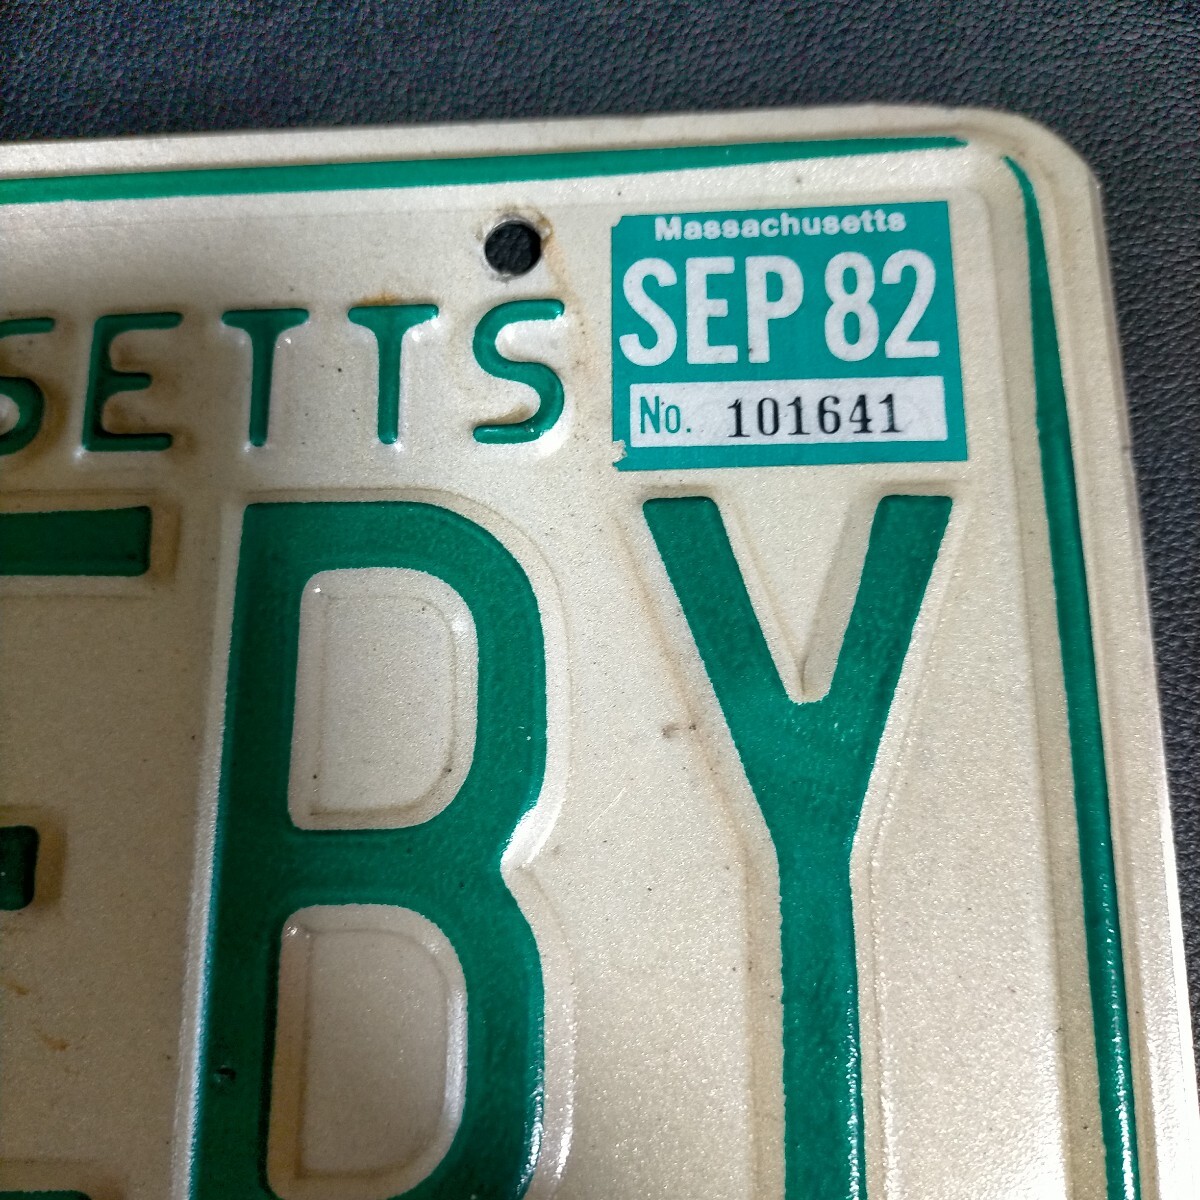 Massachusetts
SEP 82
No. 101641
SETTS
BY